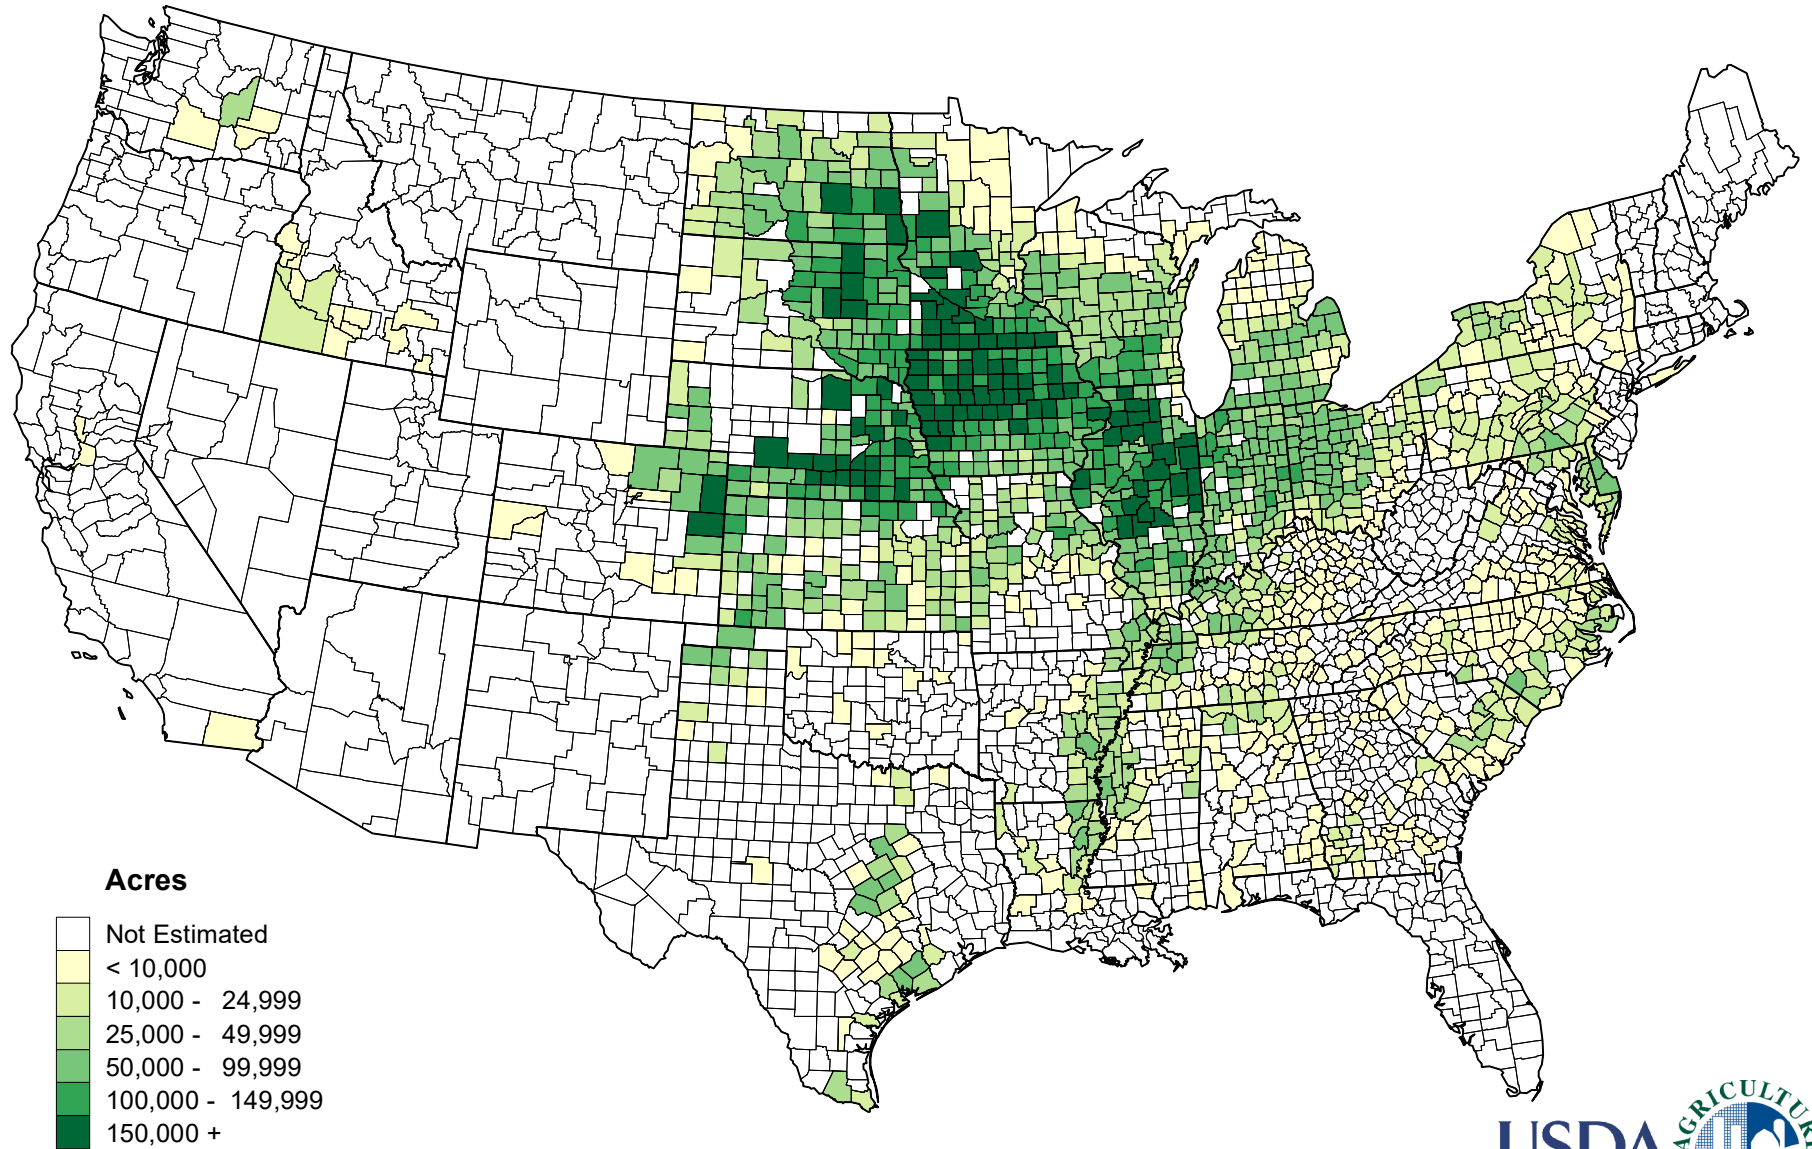 Acres
Not Estimated
< 10,000
10,000 - 24,999
25,000 - 49,999
50,000 - 99,999
100,000 - 149,999
150,000 +
USDA